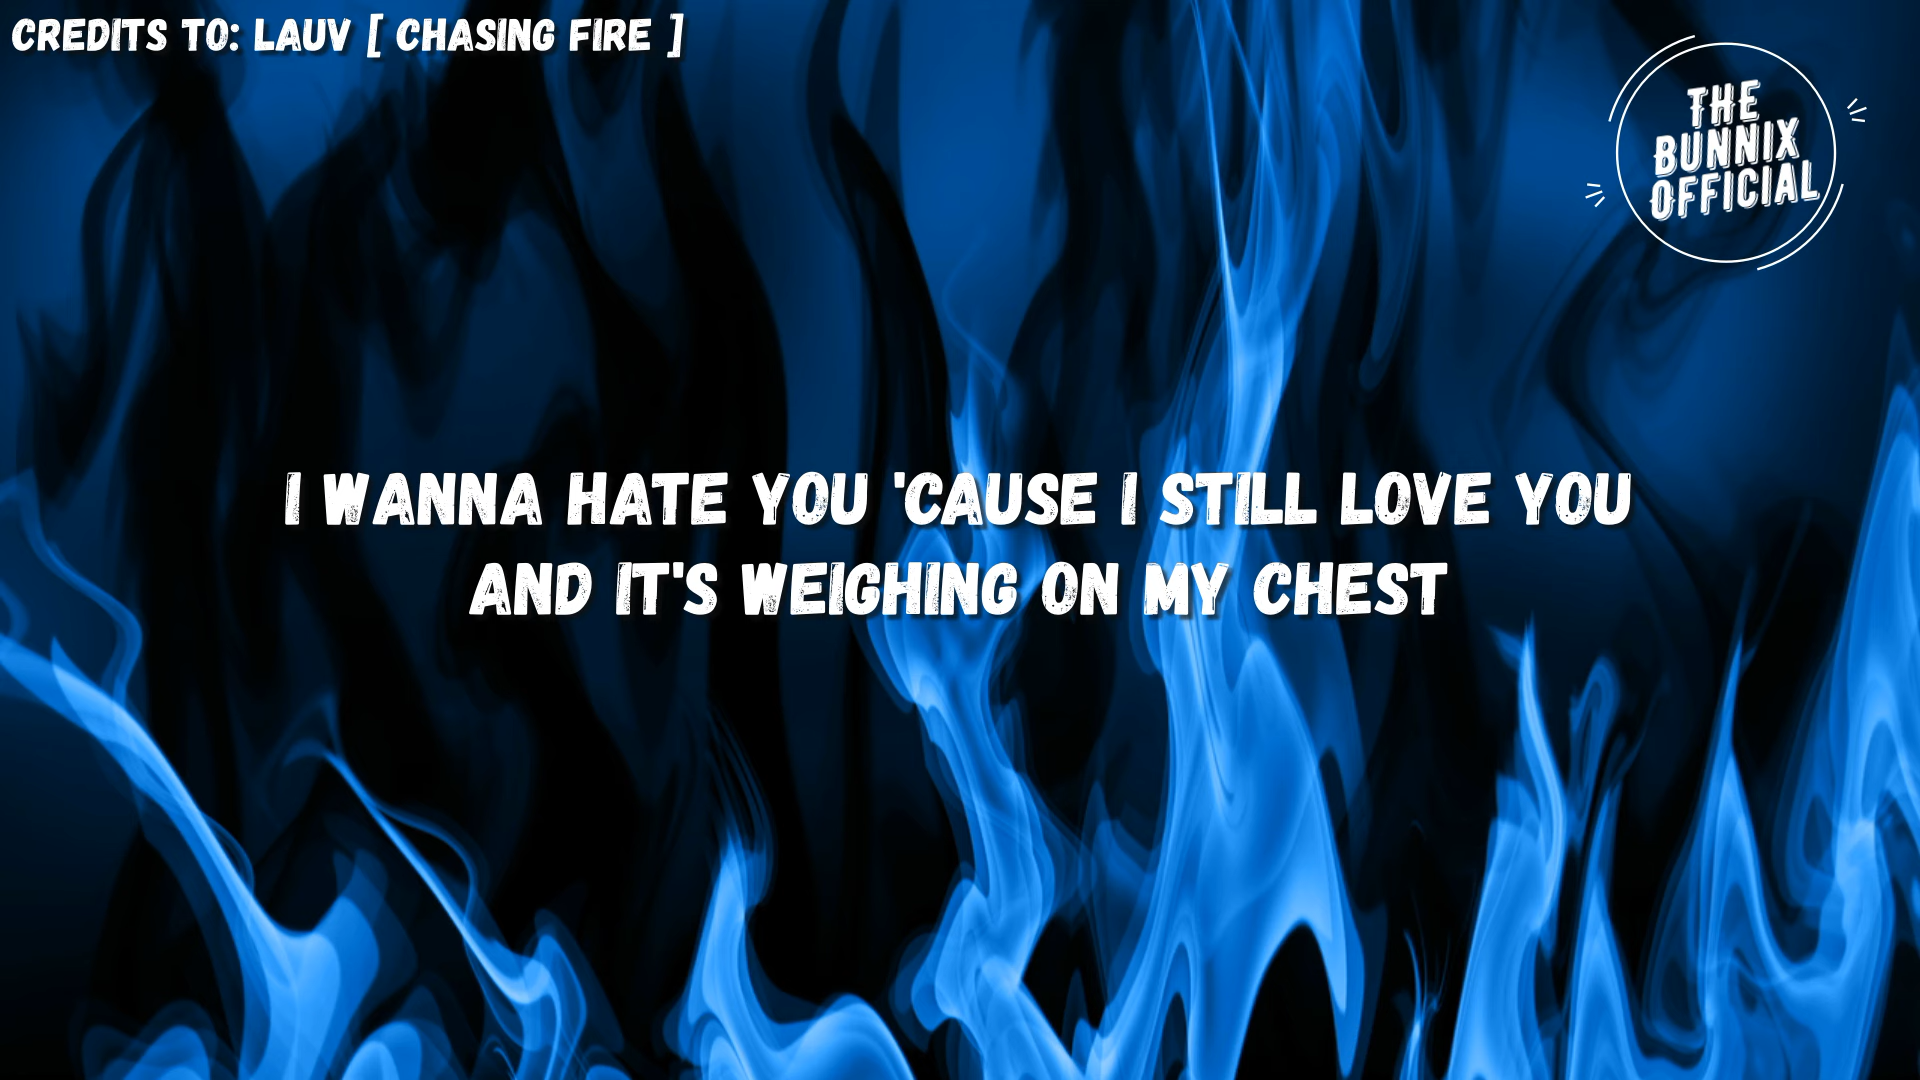 CREDITS TO: LAUV [ CHASING FIRE ]
THE
BUNNIX
OFFICIAL
I WANNA HATE YOU 'CAUSE I STILL LOVE YOU
AND IT'S WEIGHING ON MY CHEST